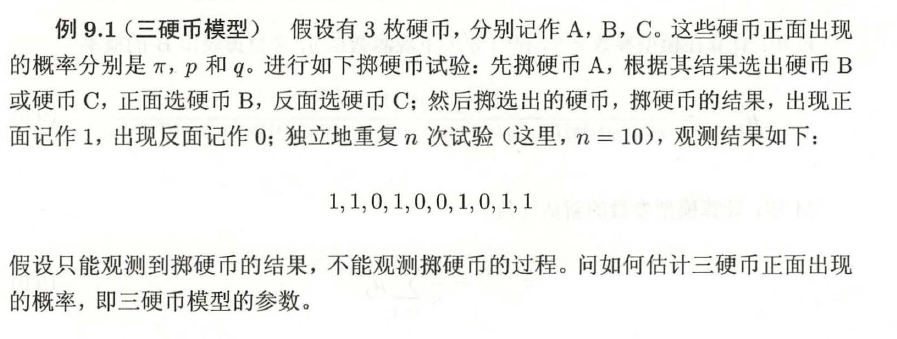 例 9.1（三硬币模型） 假设有 3 枚硬币，分别记作 A，B，C。这些硬币正面出现
的概率分别是 π，p 和 q。进行如下掷硬币试验：先掷硬币 A，根据其结果选出硬币 B
或硬币 C，正面选硬币 B，反面选硬币 C；然后掷选出的硬币，掷硬币的结果，出现正
面记作 1，出现反面记作 0；独立地重复 n 次试验（这里，n = 10），观测结果如下：
1, 1, 0, 1, 0, 0, 1, 0, 1, 1
假设只能观测到掷硬币的结果，不能观测掷硬币的过程。问如何估计三硬币正面出现
的概率，即三硬币模型的参数。